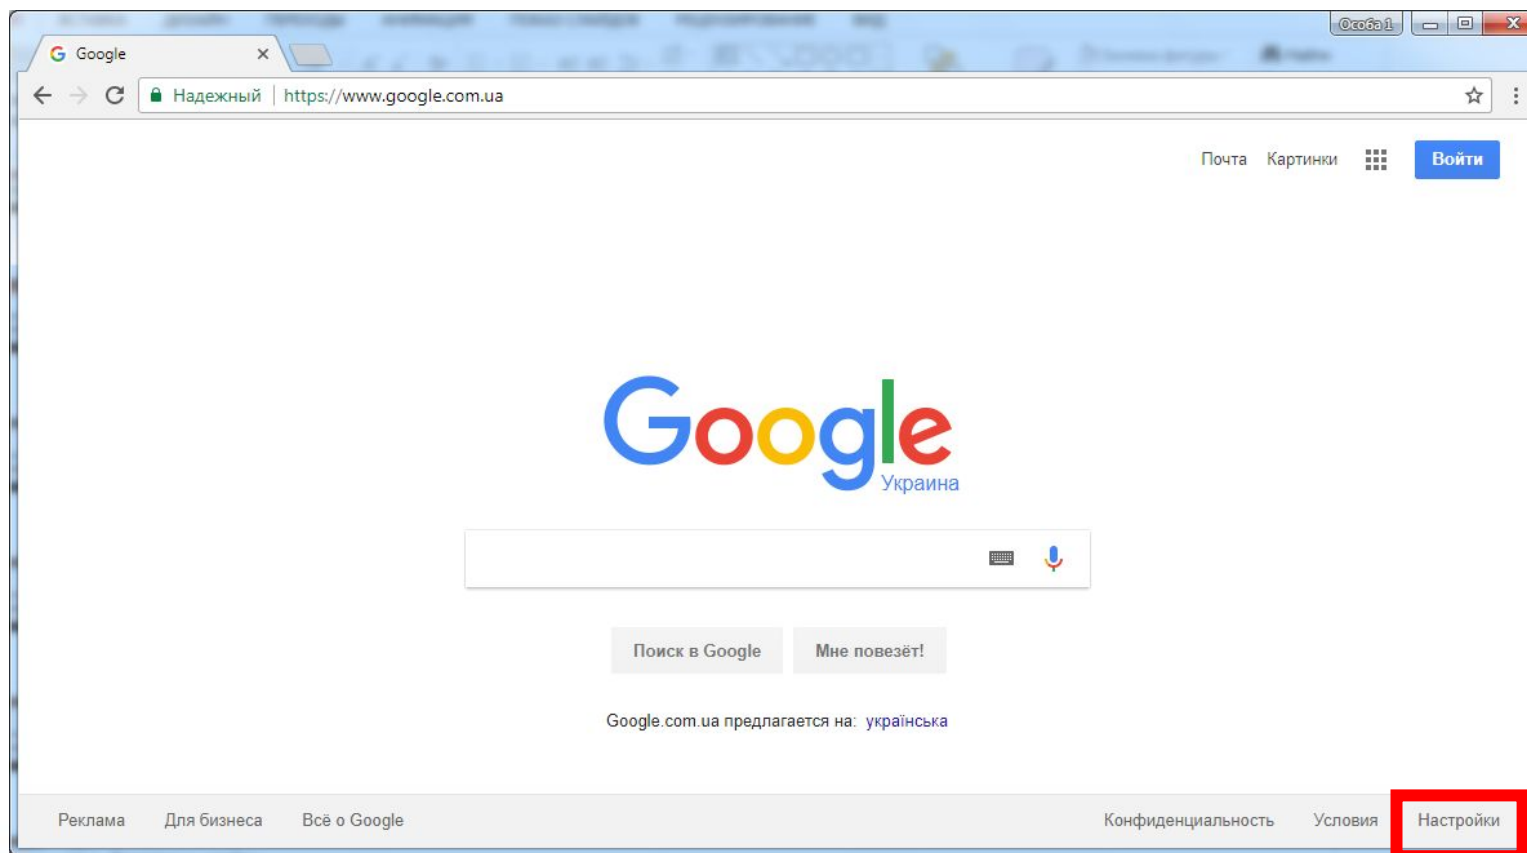 Особа 1
Google
Надежный | https://www.google.com.ua
Почта Картинки Войти
Google
Украина
Поиск в Google Мне повезёт!
Google.com.ua предлагается на: українська
Реклама Для бизнеса Всё о Google Конфиденциальность Условия Настройки